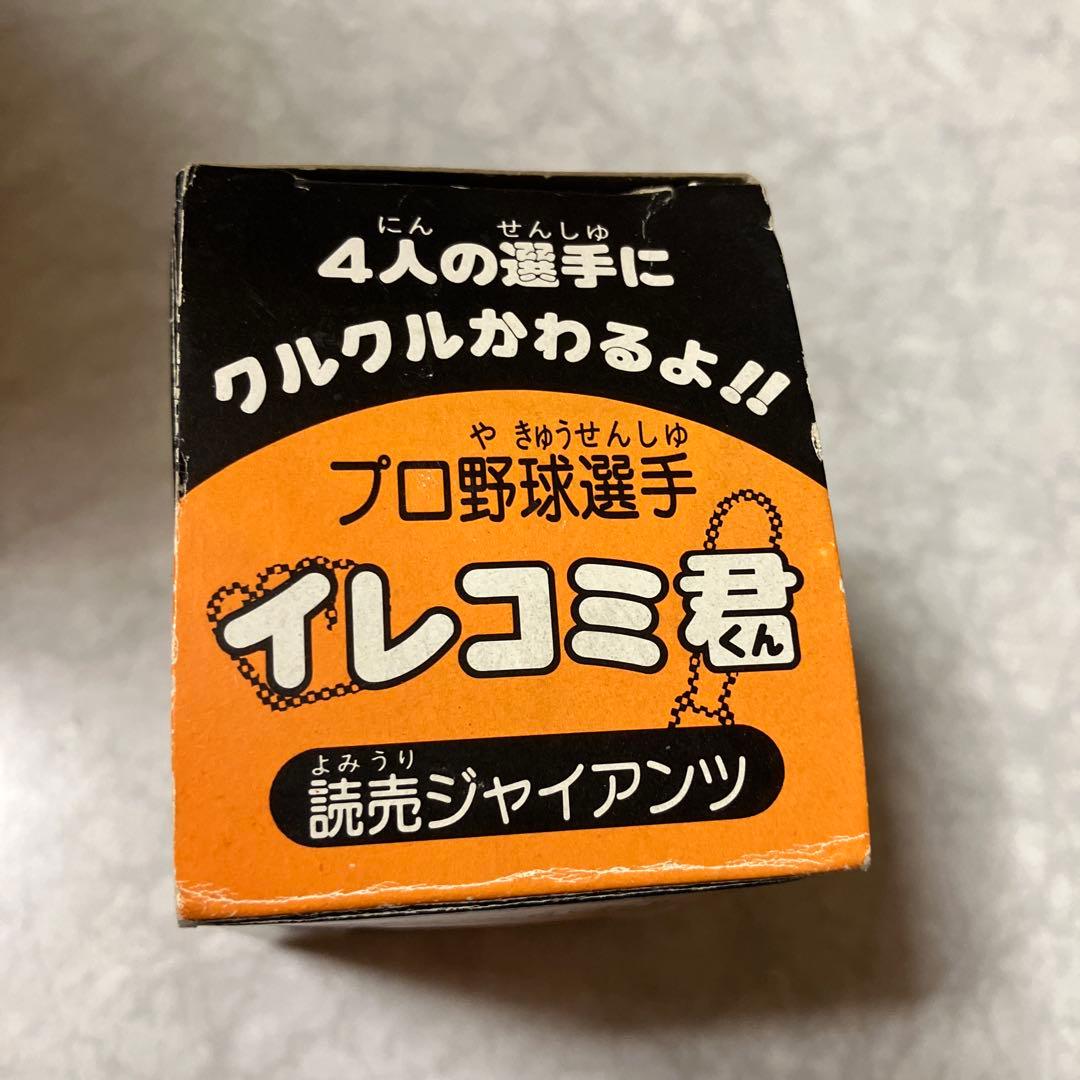 にん せんしゅ
4人の選手に
クルクルかわるよ!!
や きゅうせんしゅ
プロ野球選手
イレコミ君
くん
よみうり
読売ジャイアンツ